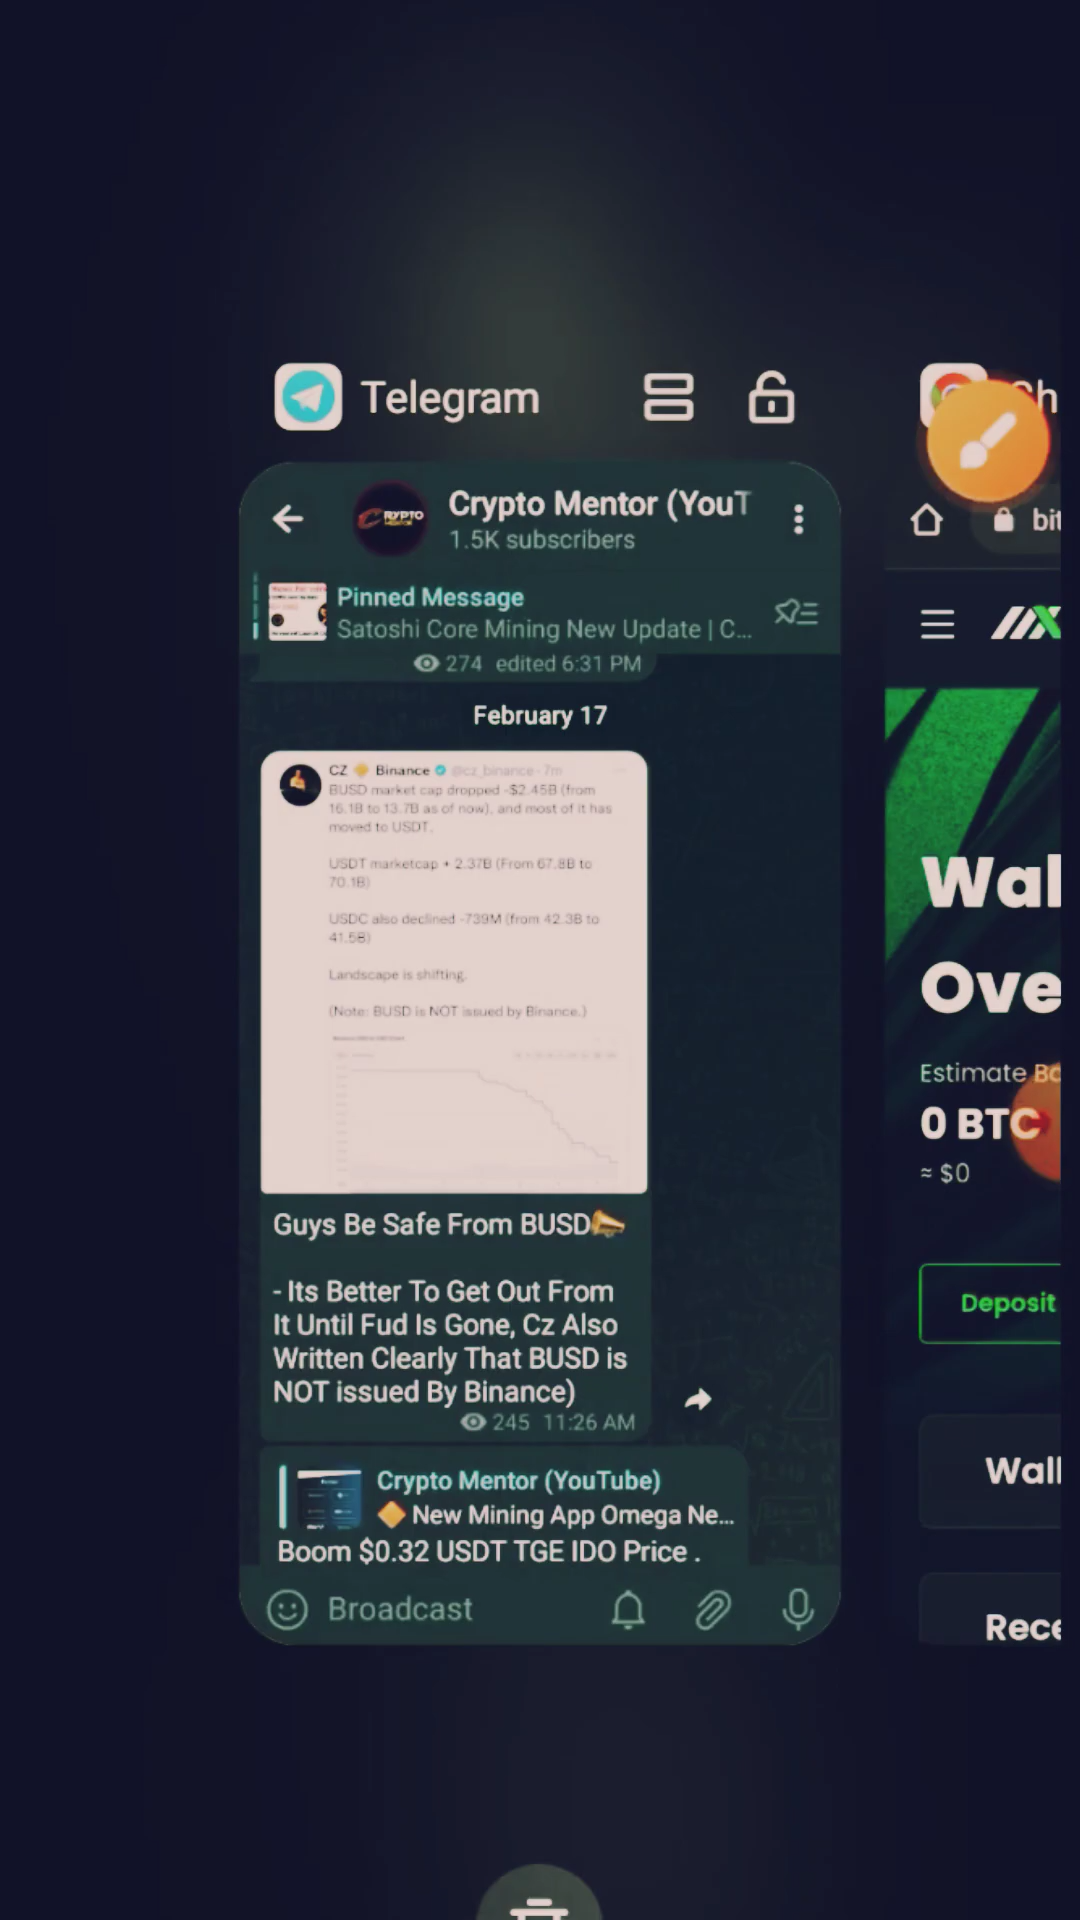 Telegram
Crypto Mentor (YouT
1.5K subscribers
Pinned Message
Satoshi Core Mining New Update | C...
274 edited 6:31 PM
February 17
CZ Binance @cz_binance · 7m
BUSD market cap dropped -$2.45B (from
16.1B to 13.7B as of now), and most of it has
moved to USDT.
USDT marketcap + 2.37B (From 67.8B to
70.1B)
USDC also declined -739M (from 42.3B to
41.5B)
Landscape is shifting.
(Note: BUSD is NOT issued by Binance.)
Guys Be Safe From BUSD
- Its Better To Get Out From
It Until Fud Is Gone, Cz Also
Written Clearly That BUSD is
NOT issued By Binance)
245 11:26 AM
Crypto Mentor (YouTube)
New Mining App Omega Ne...
Boom $0.32 USDT TGE IDO Price .
Broadcast
Ch
bit
Wal
Ove
Estimate Ba
0 BTC
≈ $0
Deposit
Wall
Rece